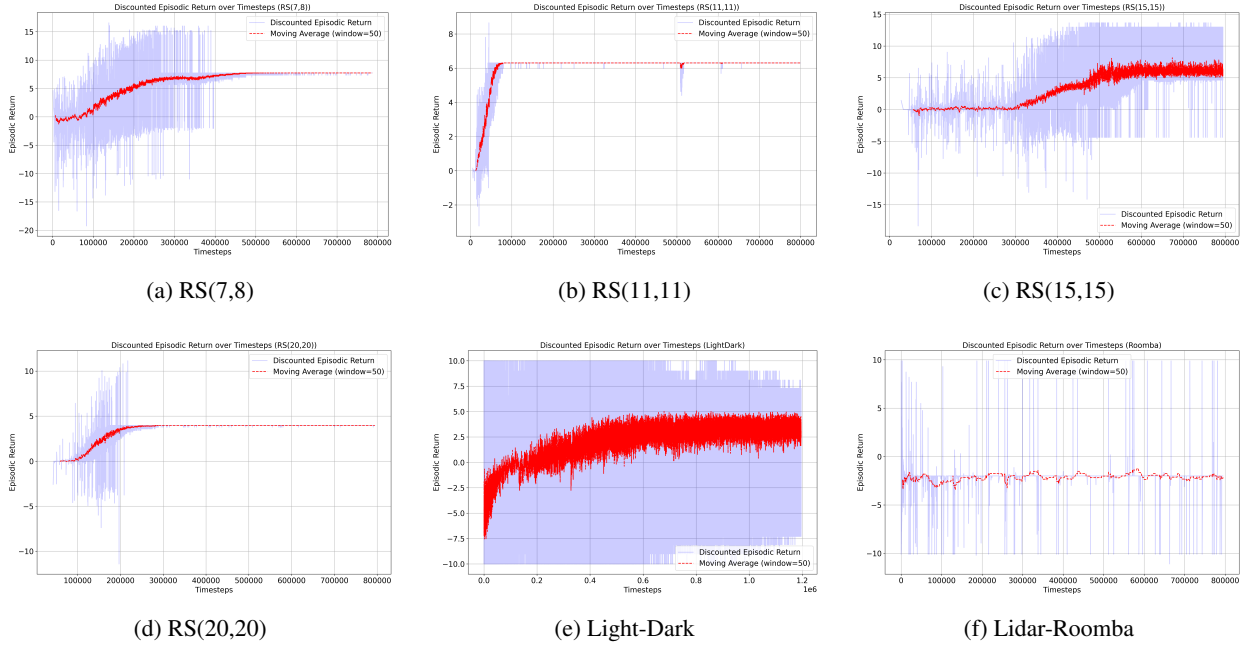 Discounted Episodic Return over Timesteps (RS(7,8))
Discounted Episodic Return
Moving Average (window=50)
Episodic Return
15
10
5
0
−5
−10
−15
−20
0 100000 200000 300000 400000 500000 600000 700000 800000
Timesteps
(a) RS(7,8)
Discounted Episodic Return over Timesteps (RS(11,11))
Discounted Episodic Return
Moving Average (window=50)
Episodic Return
8
6
4
2
0
−2
0 100000 200000 300000 400000 500000 600000 700000 800000
Timesteps
(b) RS(11,11)
Discounted Episodic Return over Timesteps (RS(15,15))
Episodic Return
15
10
5
0
−5
−10
−15
Discounted Episodic Return
Moving Average (window=50)
0 100000 200000 300000 400000 500000 600000 700000 800000
Timesteps
(c) RS(15,15)
Discounted Episodic Return over Timesteps (RS(20,20))
Discounted Episodic Return
Moving Average (window=50)
Episodic Return
10
5
0
−5
−10
100000 200000 300000 400000 500000 600000 700000 800000
Timesteps
(d) RS(20,20)
Discounted Episodic Return over Timesteps (LightDark)
Episodic Return
10.0
7.5
5.0
2.5
0.0
−2.5
−5.0
−7.5
−10.0
Discounted Episodic Return
Moving Average (window=50)
0.0 0.2 0.4 0.6 0.8 1.0 1.2
1e6
Timesteps
(e) Light-Dark
Discounted Episodic Return over Timesteps (Roomba)
Discounted Episodic Return
Moving Average (window=50)
Episodic Return
10
5
0
−5
−10
0 100000 200000 300000 400000 500000 600000 700000 800000
Timesteps
(f) Lidar-Roomba